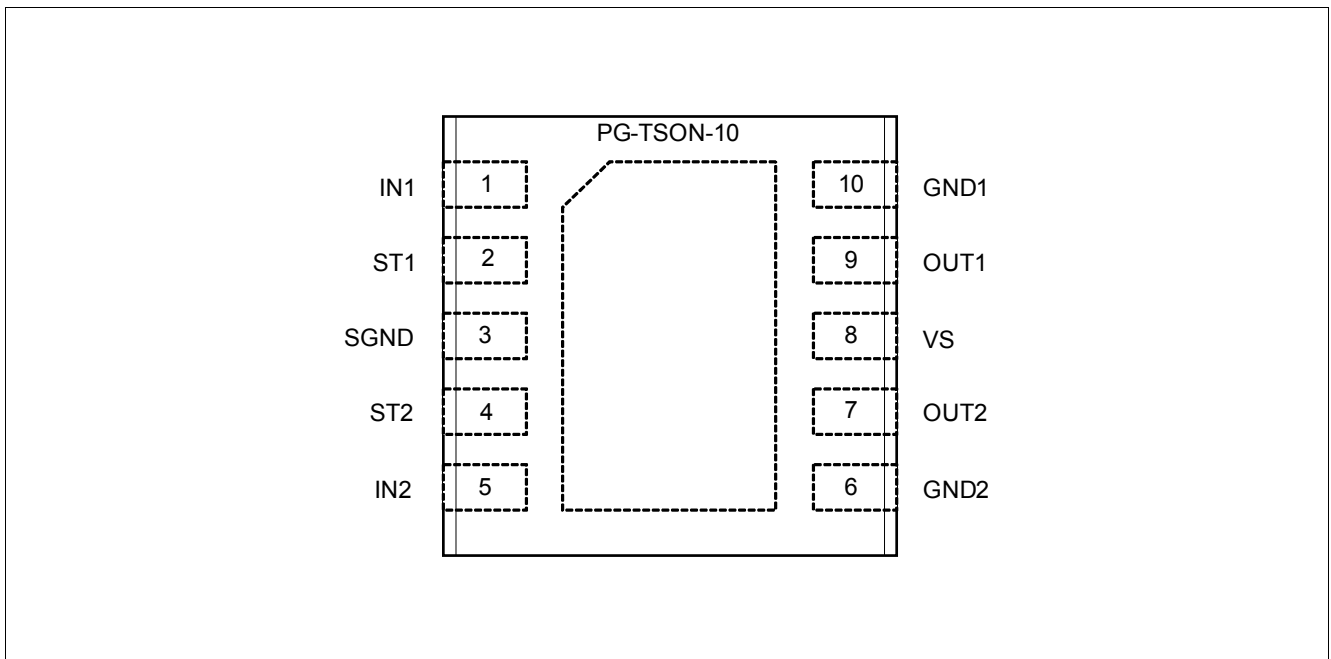 PG-TSON-10
IN1 1 10 GND1
ST1 2 9 OUT1
SGND 3 8 VS
ST2 4 7 OUT2
IN2 5 6 GND2